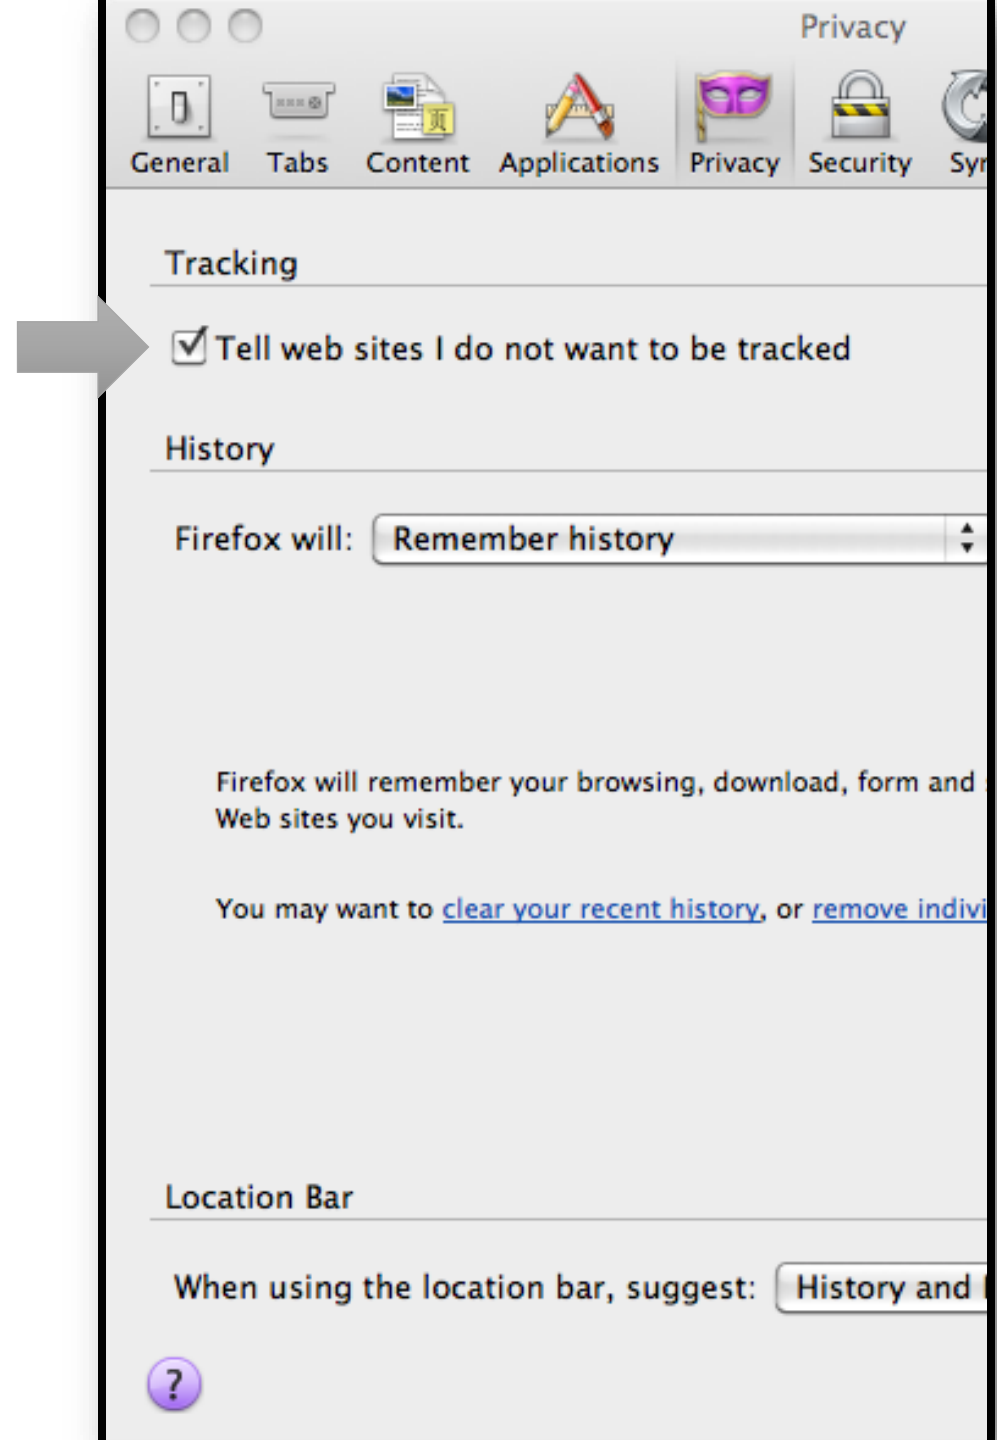 Privacy
General Tabs Content Applications Privacy Security
页
Tracking
Tell web sites I do not want to be tracked
History
Firefox will: Remember history
Firefox will remember your browsing, download, form and
Web sites you visit.
You may want to clear your recent history, or remove
Location Bar
When using the location bar, suggest: History and
?